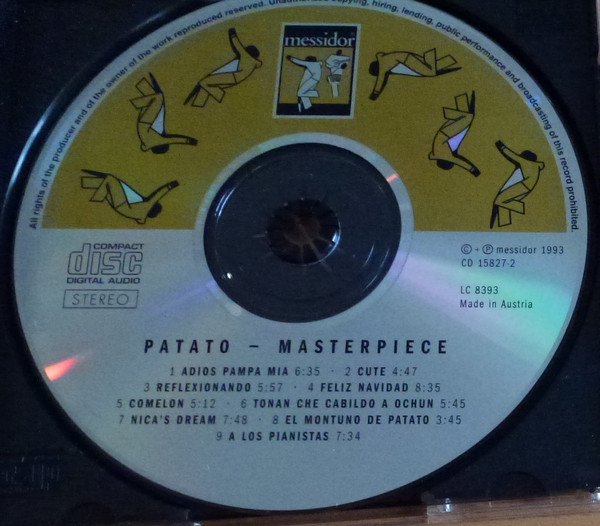 All rights of the producer and of the owner of the work reproduced reserved. Unauthorized copying, hiring, lending, public performance and broadcasting of this record prohibited.
messidor
COMPACT
disc
DIGITAL AUDIO
STEREO
© + ℗ messidor 1993
CD 15827-2
LC 8393
Made in Austria
PATATO – MASTERPIECE
1 ADIOS PAMPA MIA 6:35 · 2 CUTE 4:47
3 REFLEXIONANDO 5:57 · 4 FELIZ NAVIDAD 8:35
5 COMELON 5:12 · 6 TONAN CHE CABILDO A OCHUN 5:45
7 NICA'S DREAM 7:48 · 8 EL MONTUNO DE PATATO 3:45
9 A LOS PIANISTAS 7:34